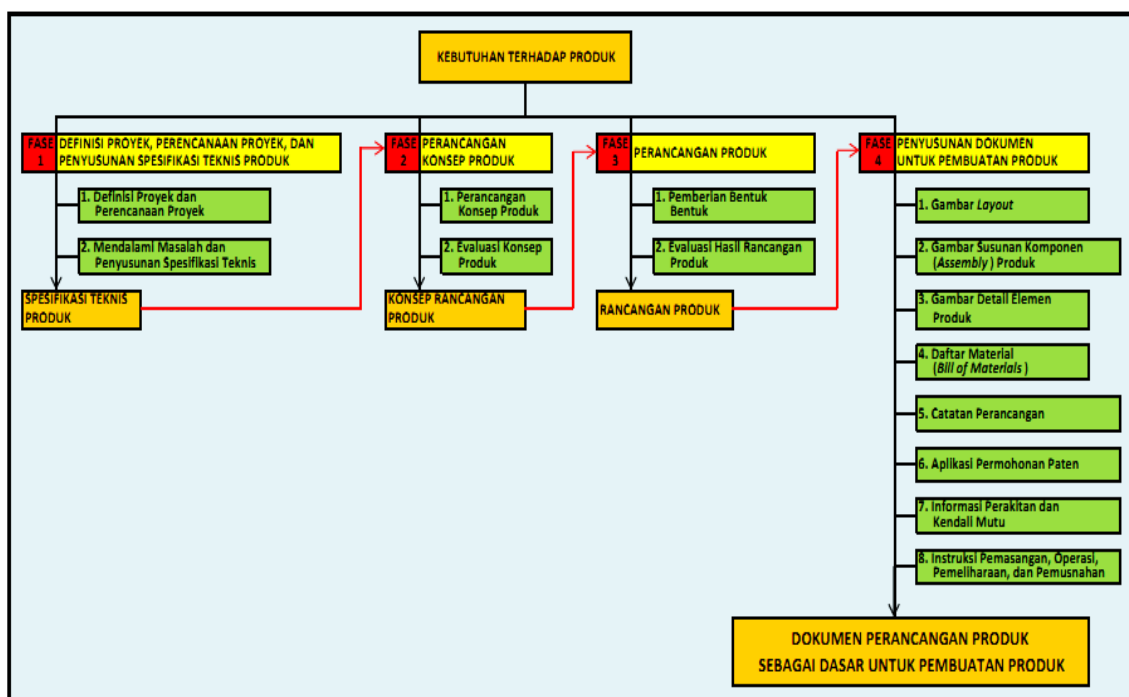 KEBUTUHAN TERHADAP PRODUK
FASE
1
DEFINISI PROYEK, PERENCANAAN PROYEK, DAN
PENYUSUNAN SPESIFIKASI TEKNIS PRODUK
1. Definisi Proyek dan
Perencanaan Proyek
2. Mendalami Masalah dan
Penyusunan Spesifikasi Teknis
SPESIFIKASI TEKNIS
PRODUK
FASE
2
PERANCANGAN
KONSEP PRODUK
1. Perancangan
Konsep Produk
2. Evaluasi Konsep
Produk
KONSEP RANCANGAN
PRODUK
FASE
3
PERANCANGAN PRODUK
1. Pemberian Bentuk
Bentuk
2. Evaluasi Hasil Rancangan
Produk
RANCANGAN PRODUK
FASE
4
PENYUSUNAN DOKUMEN
UNTUK PEMBUATAN PRODUK
1. Gambar Layout
2. Gambar Susunan Komponen
(Assembly) Produk
3. Gambar Detail Elemen
Produk
4. Daftar Material
(Bill of Materials)
5. Catatan Perancangan
6. Aplikasi Permohonan Paten
7. Informasi Perakitan dan
Kendali Mutu
8. Instruksi Pemasangan, Operasi,
Pemeliharaan, dan Pemusnahan
DOKUMEN PERANCANGAN PRODUK
SEBAGAI DASAR UNTUK PEMBUATAN PRODUK